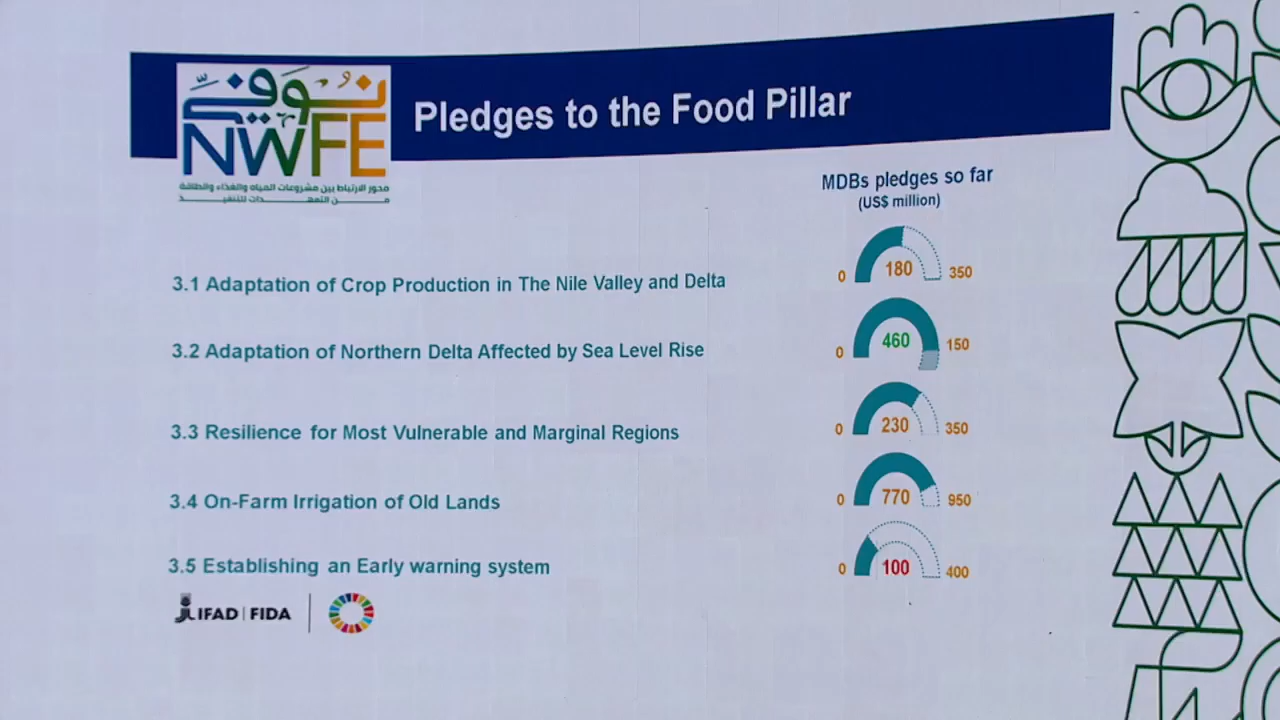 نُوَفِّي
NWFE
محور الارتباط بين مشروعات المياه والغذاء والطاقة
من التعهدات للتنفيذ
Pledges to the Food Pillar
MDBs pledges so far
(US$ million)
3.1 Adaptation of Crop Production in The Nile Valley and Delta
0 180 350
3.2 Adaptation of Northern Delta Affected by Sea Level Rise
0 460 150
3.3 Resilience for Most Vulnerable and Marginal Regions
0 230 350
3.4 On-Farm Irrigation of Old Lands
0 770 950
3.5 Establishing an Early warning system
0 100 400
JLIFAD | FIDA